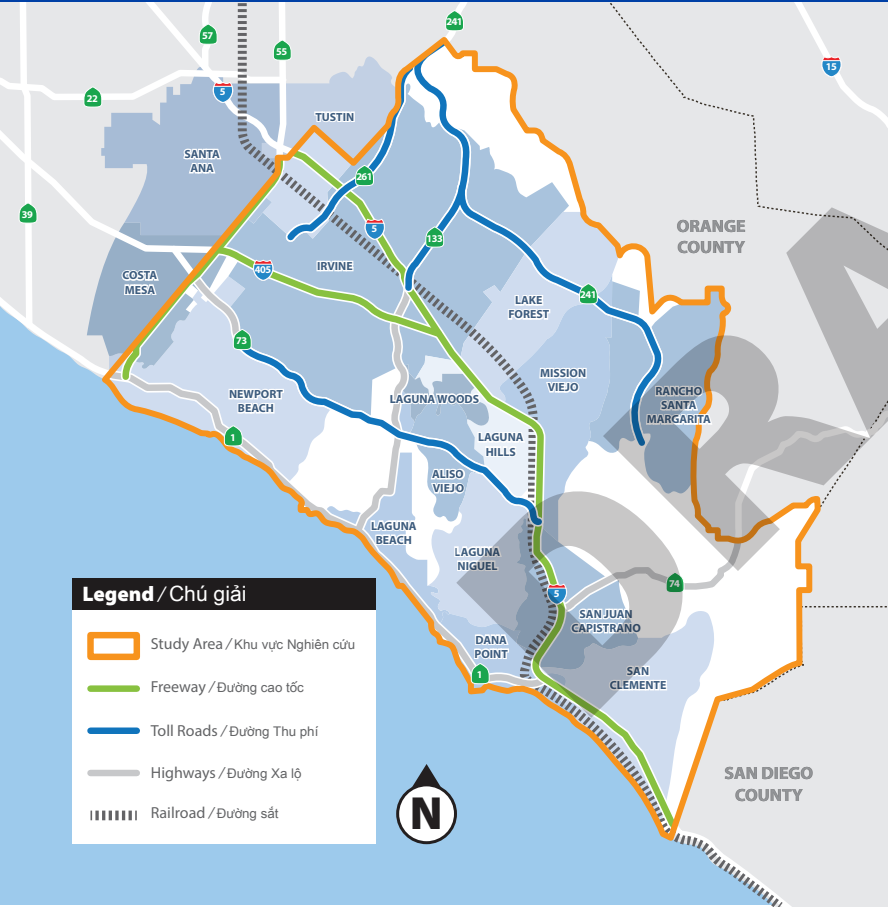 241
57
55
5
15
22
TUSTIN
SANTA
ANA
261
39
5
133
ORANGE
COUNTY
405
IRVINE
COSTA
MESA
LAKE
FOREST
241
73
MISSION
VIEJO
NEWPORT
BEACH
LAGUNA WOODS
RANCHO
SANTA
MARGARITA
1
LAGUNA
HILLS
ALISO
VIEJO
LAGUNA
BEACH
LAGUNA
NIGUEL
74
5
SAN JUAN
CAPISTRANO
DANA
POINT
1
SAN
CLEMENTE
SAN DIEGO
COUNTY
Legend / Chú giải
Study Area / Khu vực Nghiên cứu
Freeway / Đường cao tốc
Toll Roads / Đường Thu phí
Highways / Đường Xa lộ
Railroad / Đường sắt
N